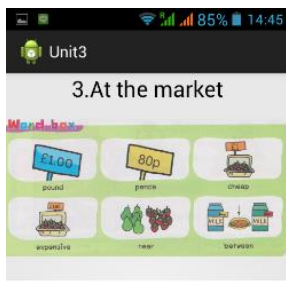 85% 14:45
Unit3
3.At the market
Word box
£1.00 80p
pound pence cheap
MILK MILK
expensive near between